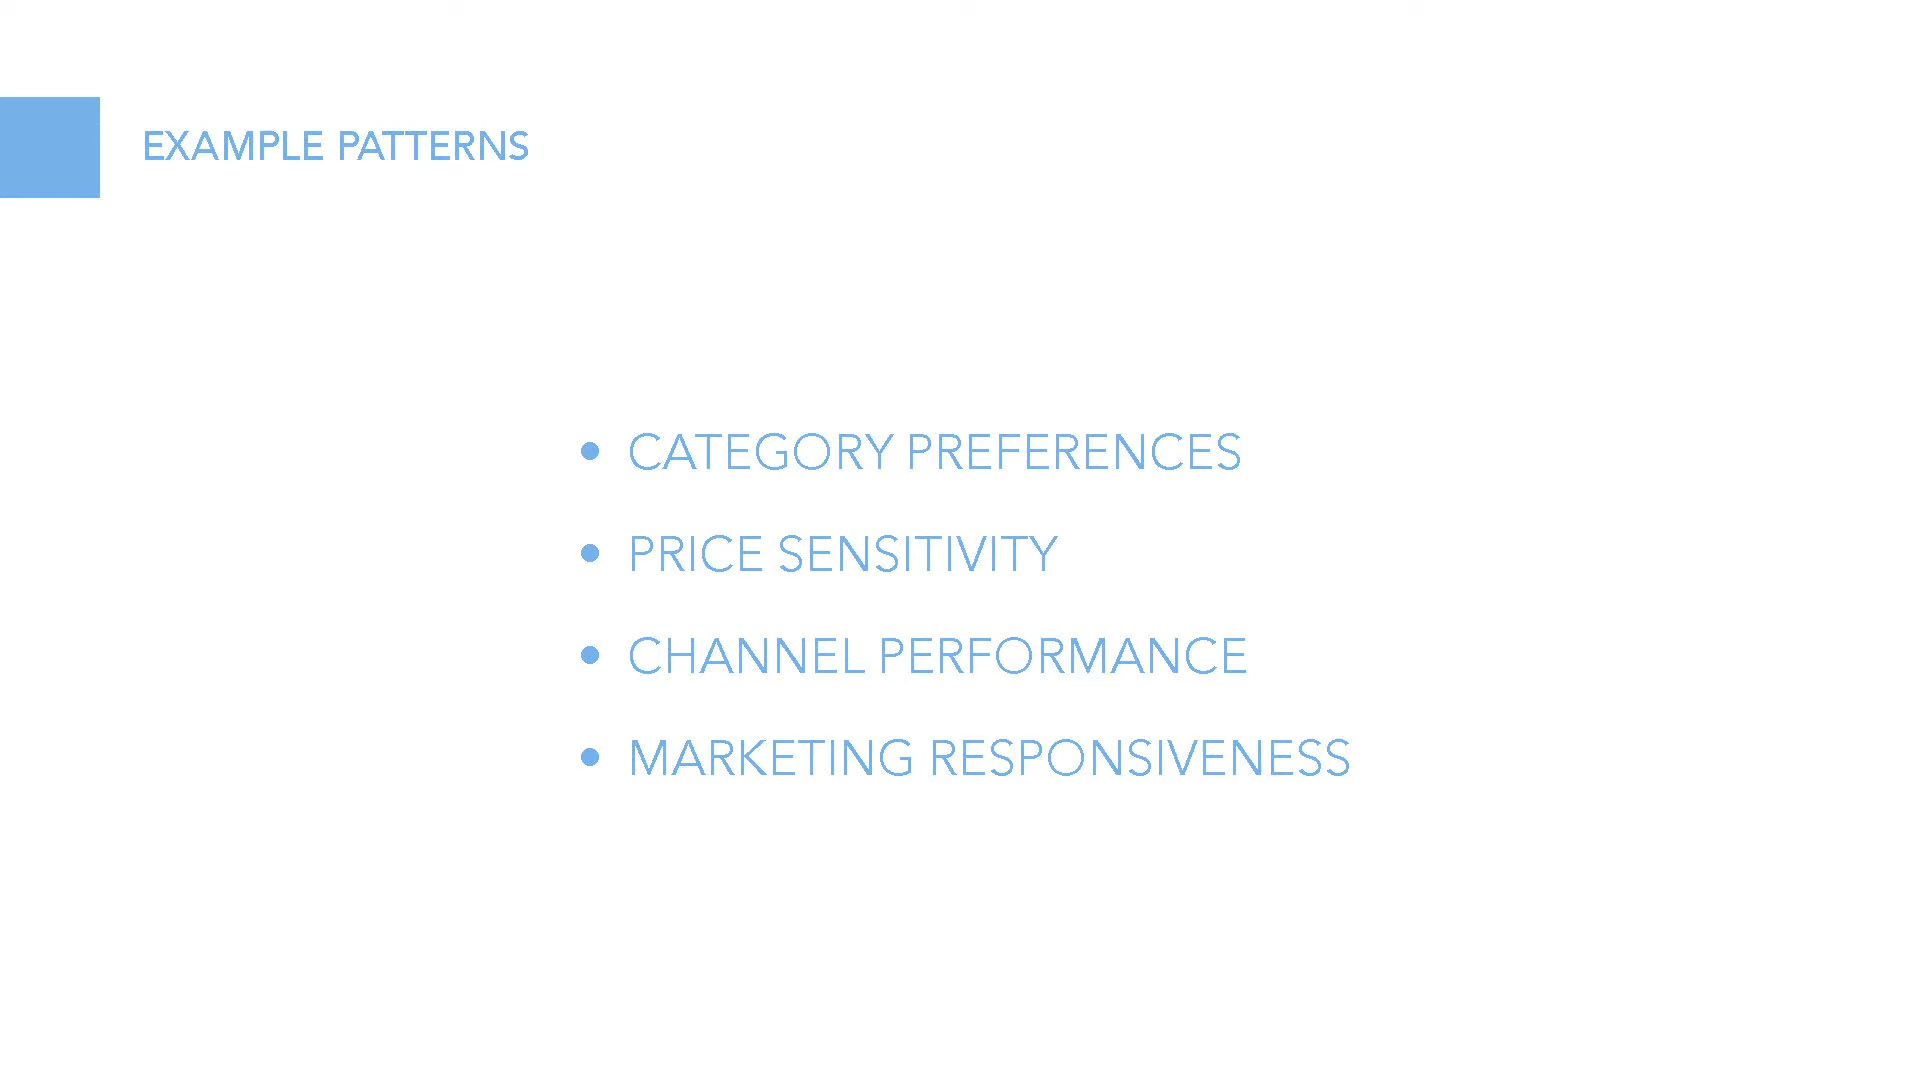 EXAMPLE PATTERNS
• CATEGORY PREFERENCES
• PRICE SENSITIVITY
• CHANNEL PERFORMANCE
• MARKETING RESPONSIVENESS